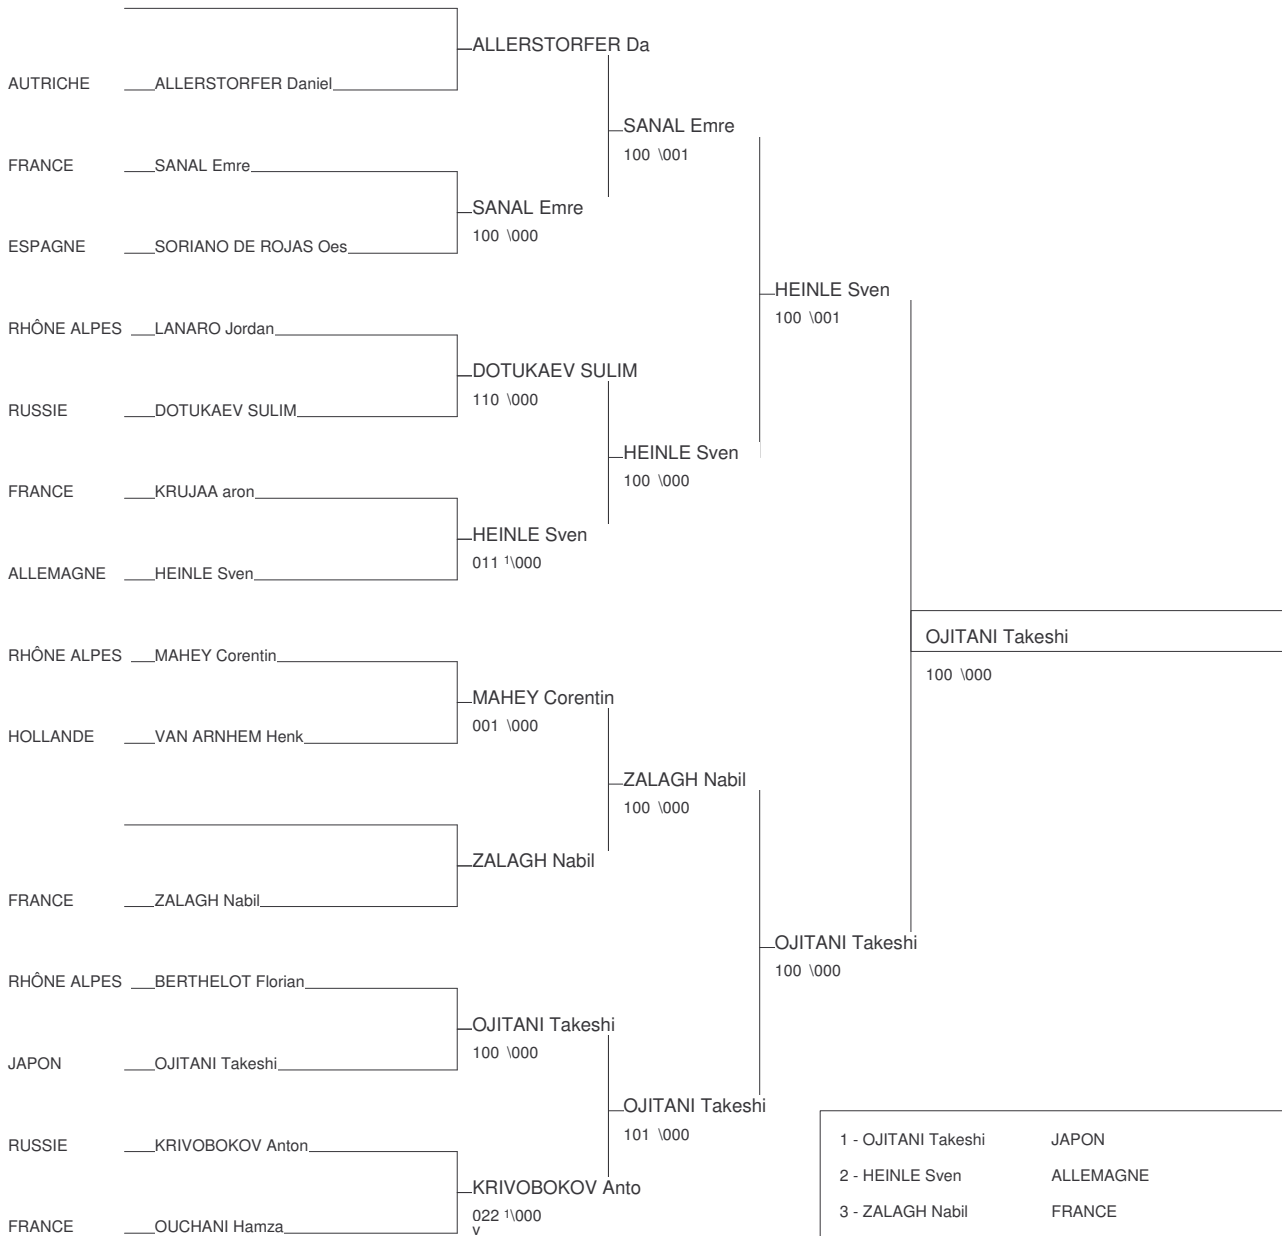 ALLERSTORFER Da
AUTRICHE ALLERSTORFER Daniel
SANAL Emre
100 \001
FRANCE SANAL Emre
SANAL Emre
100 \000
ESPAGNE SORIANO DE ROJAS Oes
HEINLE Sven
100 \001
RHÔNE ALPES LANARO Jordan
DOTUKAEV SULIM
110 \000
RUSSIE DOTUKAEV SULIM
HEINLE Sven
100 \000
FRANCE KRUJAA aron
HEINLE Sven
011 1\000
ALLEMAGNE HEINLE Sven
OJITANI Takeshi
100 \000
RHÔNE ALPES MAHEY Corentin
MAHEY Corentin
001 \000
HOLLANDE VAN ARNHEM Henk
ZALAGH Nabil
100 \000
ZALAGH Nabil
FRANCE ZALAGH Nabil
OJITANI Takeshi
100 \000
RHÔNE ALPES BERTHELOT Florian
OJITANI Takeshi
100 \000
JAPON OJITANI Takeshi
OJITANI Takeshi
101 \000
RUSSIE KRIVOBOKOV Anton
KRIVOBOKOV Anto
022 1\000
FRANCE OUCHANI Hamza
1 - OJITANI Takeshi JAPON
2 - HEINLE Sven ALLEMAGNE
3 - ZALAGH Nabil FRANCE